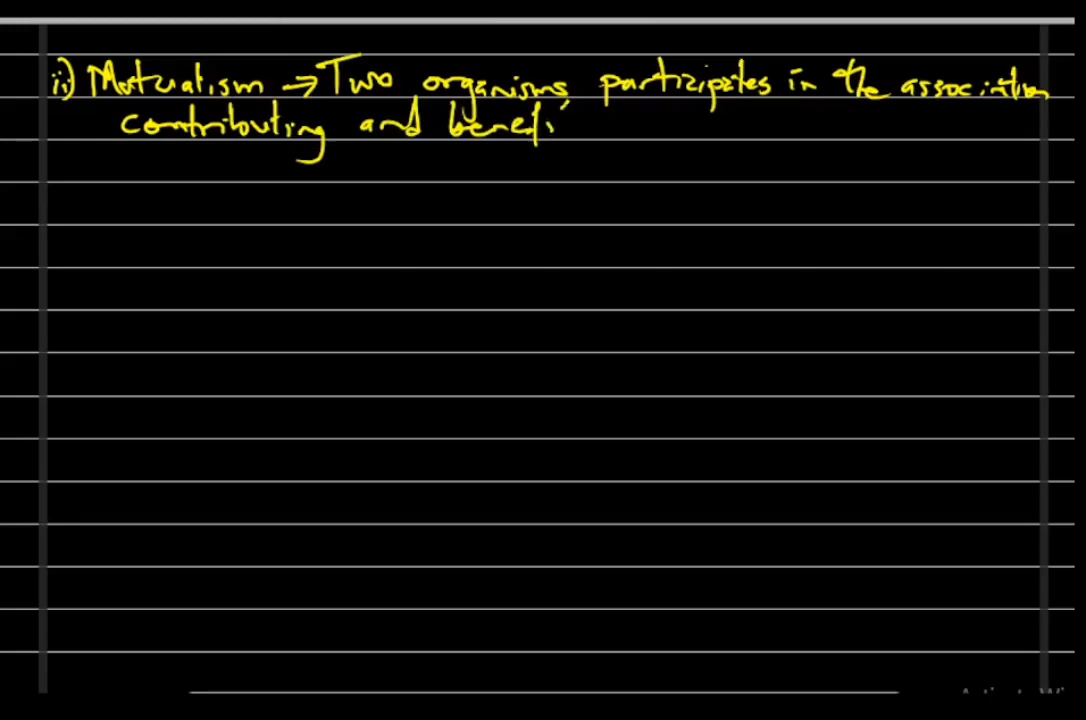 ii) Mutualism → Two organisms, participates in the association
contributing and benefi